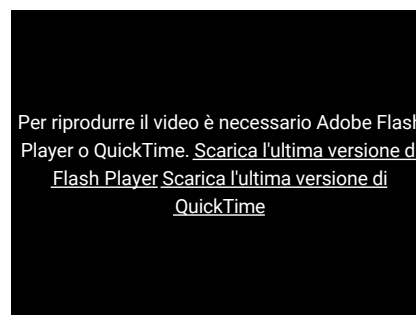 Per riprodurre il video è necessario Adobe Flash
Player o QuickTime. Scarica l'ultima versione di
Flash Player Scarica l'ultima versione di
QuickTime